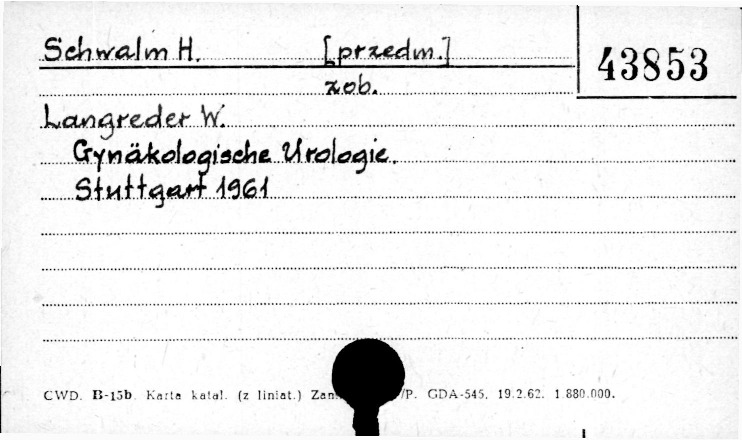 Schwalm H. [przedm.]
43853
zob.
Langreder W.
Gynäkologische Urologie.
Stuttgart 1961
CWD. B-15b. Karta katal. (z liniat.) Zam. /P. GDA-545. 19.2.62. 1.880.000.